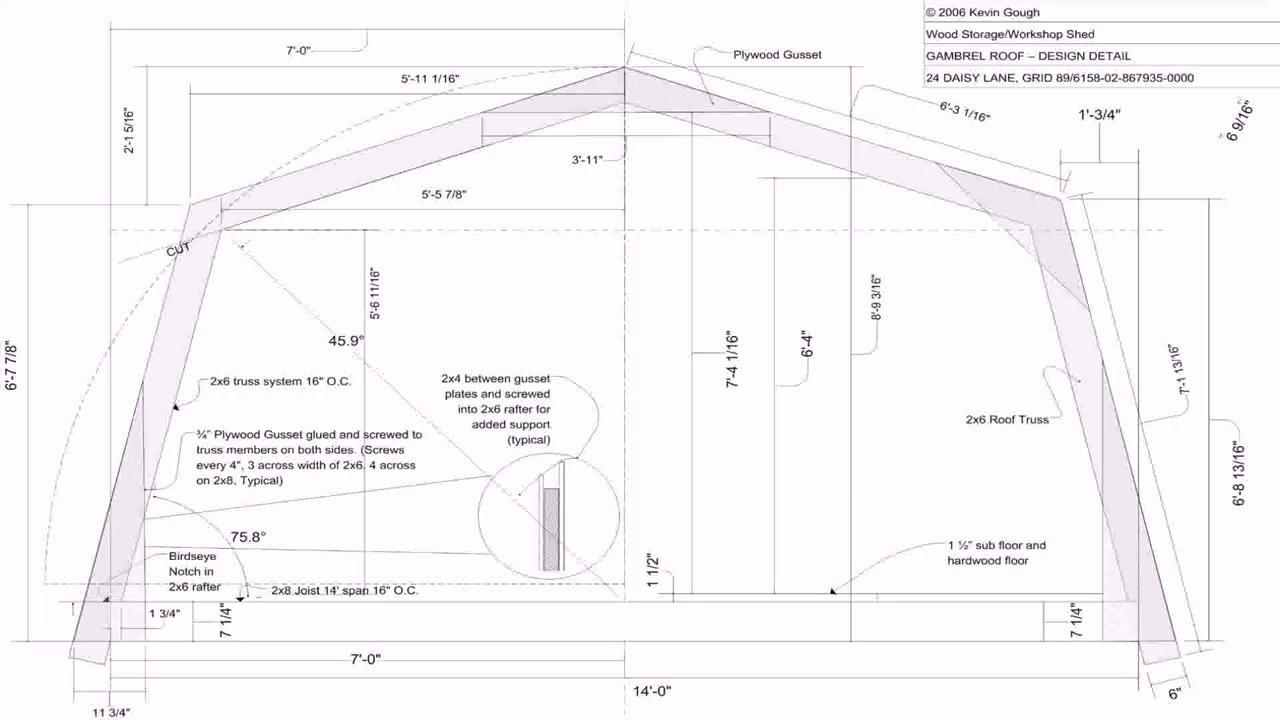 © 2006 Kevin Gough
Wood Storage/Workshop Shed
GAMBREL ROOF – DESIGN DETAIL
24 DAISY LANE, GRID 89/6158-02-867935-0000
7'-0"
Plywood Gusset
5'-11 1/16"
6'-3 1/16"
1'-3/4"
6 9/16"
2'-1 5/16"
3'-11"
5'-5 7/8"
CUT
5'-6 11/16"
8'-9 3/16"
45.9°
7'-4 1/16"
6'-4"
6'-7 7/8"
7'-1 13/16"
2x6 truss system 16" O.C.
2x4 between gusset
plates and screwed
into 2x6 rafter for
added support
(typical)
2x6 Roof Truss
¾" Plywood Gusset glued and screwed to
truss members on both sides. (Screws
every 4", 3 across width of 2x6, 4 across
on 2x8, Typical)
6'-8 13/16"
75.8°
Birdseye
Notch in
2x6 rafter
1 ½" sub floor and
hardwood floor
1 1/2"
2x8 Joist 14' span 16" O.C.
1 3/4"
7 1/4"
7 1/4"
7'-0"
14'-0"
6"
11 3/4"